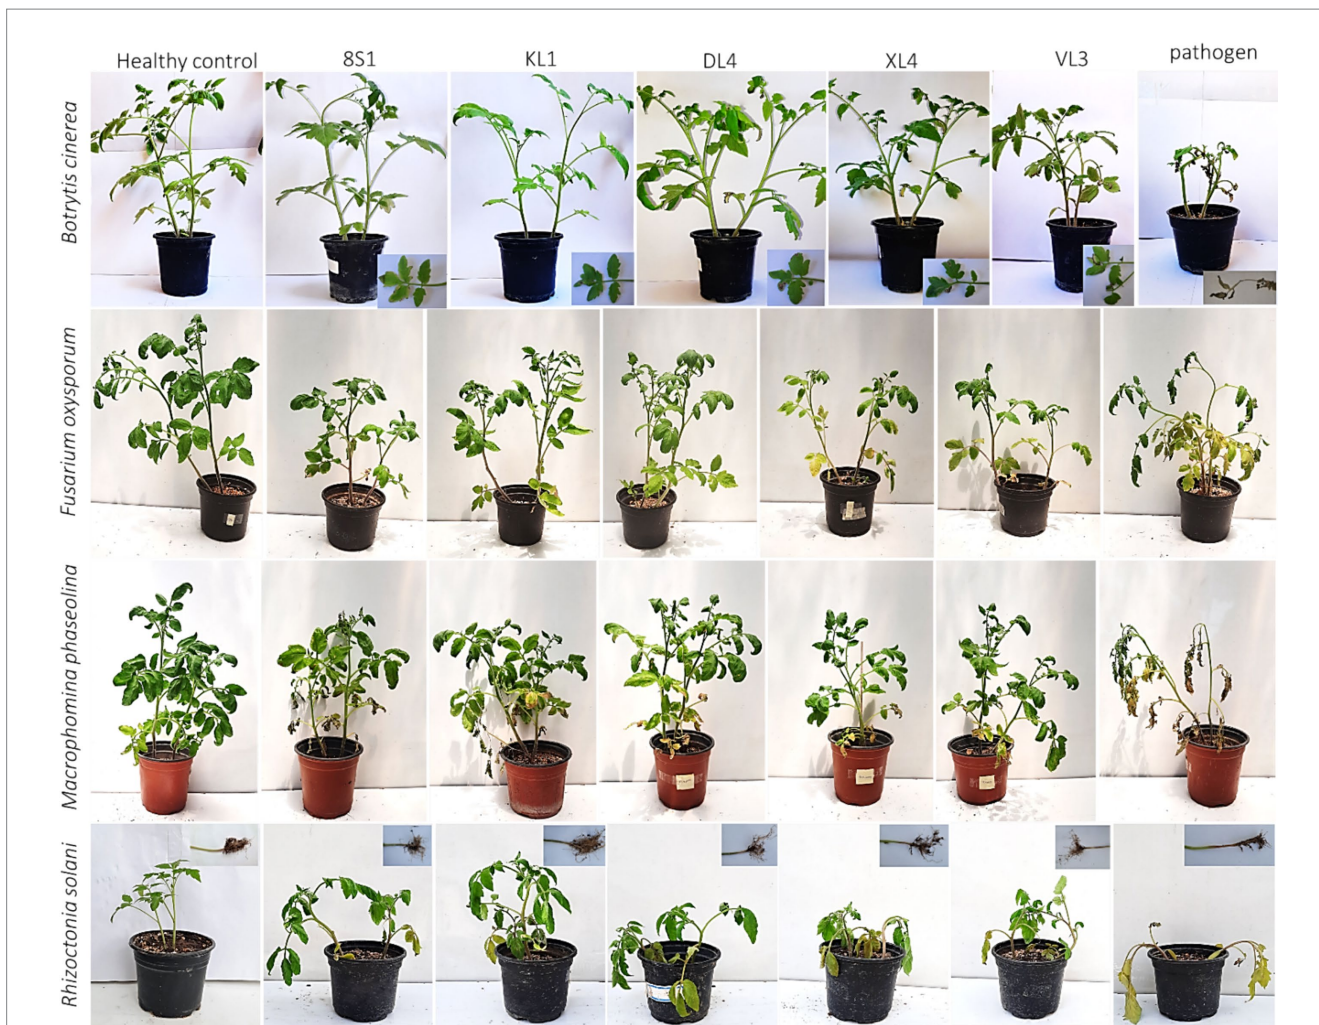 Healthy control 8S1 KL1 DL4 XL4 VL3 pathogen
Botrytis cinerea
Fusarium oxysporum
Macrophomina phaseolina
Rhizoctonia solani